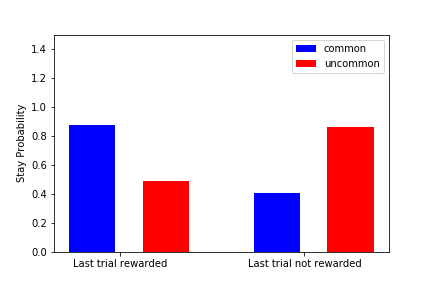 1.4
1.2
1.0
0.8
0.6
0.4
0.2
0.0
Stay Probability
common
uncommon
Last trial rewarded
Last trial not rewarded